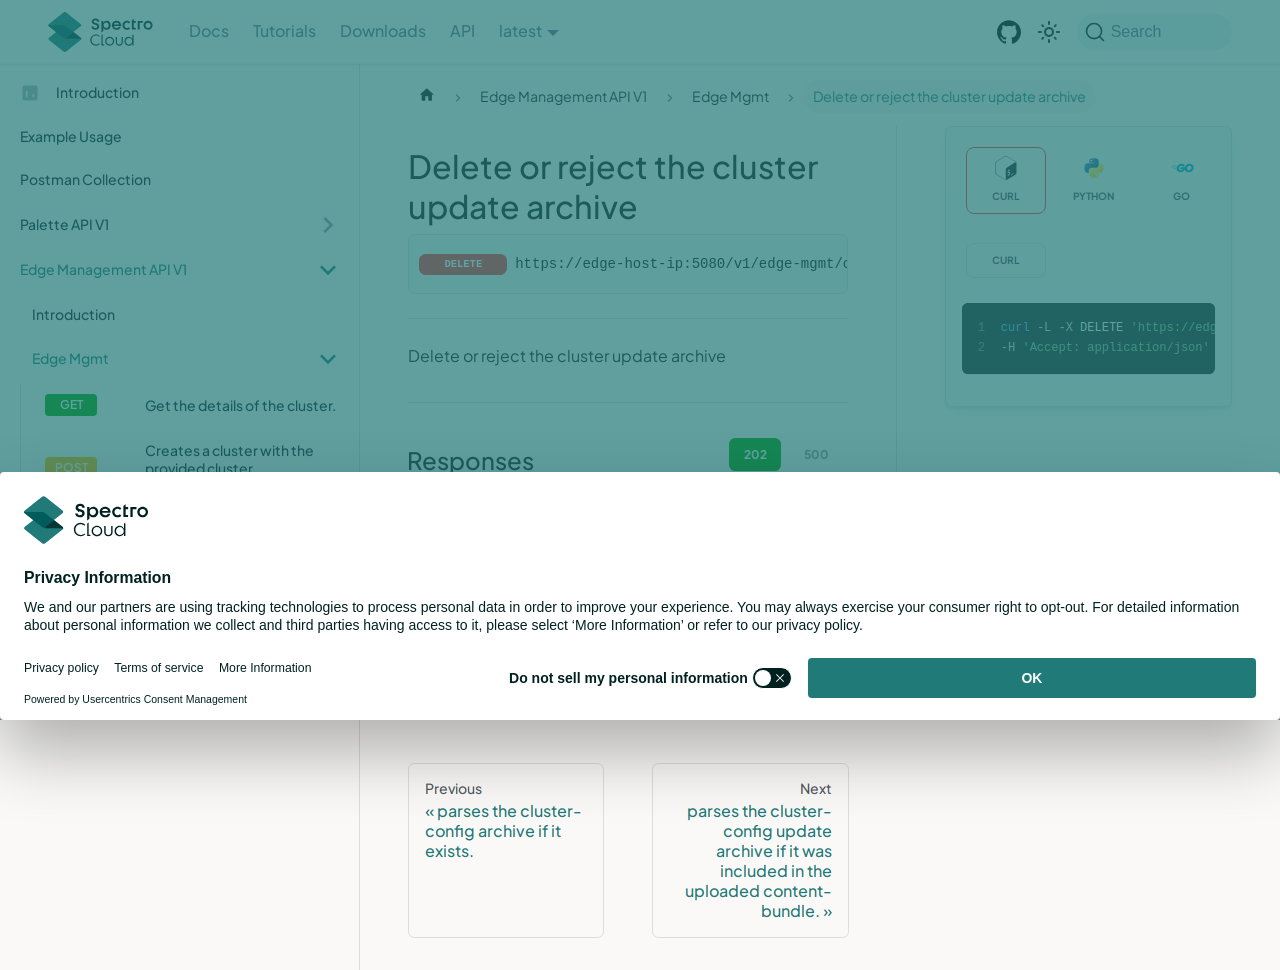 Spectro
Cloud
Docs
Tutorials
Downloads
API
latest
Search
Introduction
Example Usage
Postman Collection
Palette API V1
Edge Management API V1
Introduction
Edge Mgmt
GET
Get the details of the cluster.
POST
Creates a cluster with the
provided cluster
Edge Management API V1
Edge Mgmt
Delete or reject the cluster update archive
Delete or reject the cluster
update archive
DELETE
https://edge-host-ip:5080/v1/edge-mgmt/
Delete or reject the cluster update archive
Responses
202
500
CURL
PYTHON
GO
CURL
1 curl -L -X DELETE 'https://edg
2 -H 'Accept: application/json'
Spectro
Cloud
Privacy Information
We and our partners are using tracking technologies to process personal data in order to improve your experience. You may always exercise your consumer right to opt-out. For detailed information
about personal information we collect and third parties having access to it, please select ‘More Information’ or refer to our privacy policy.
Privacy policy
Terms of service
More Information
Powered by Usercentrics Consent Management
Do not sell my personal information
OK
Previous
« parses the cluster-
config archive if it
exists.
Next
parses the cluster-
config update
archive if it was
included in the
uploaded content-
bundle. »